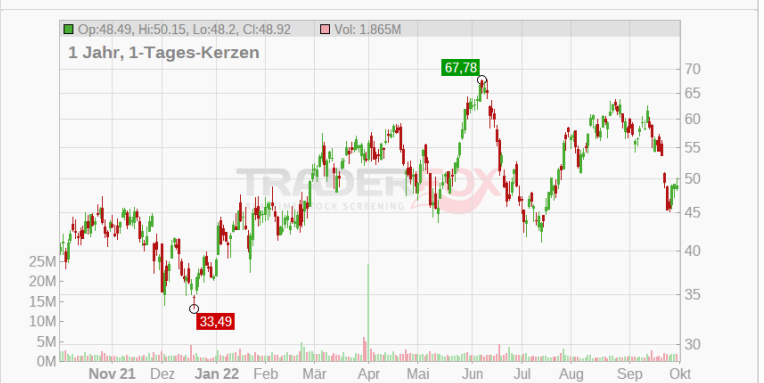 Op:48.49, Hi:50.15, Lo:48.2, Cl:48.92 Vol: 1.865M
1 Jahr, 1-Tages-Kerzen
67,78
70
65
60
55
50
45
40
35
30
TRADERFOX
STOCK SCREENING
25M
20M
15M
10M
5M
0M
33,49
Nov 21 Dez Jan 22 Feb Mär Apr Mai Jun Jul Aug Sep Okt